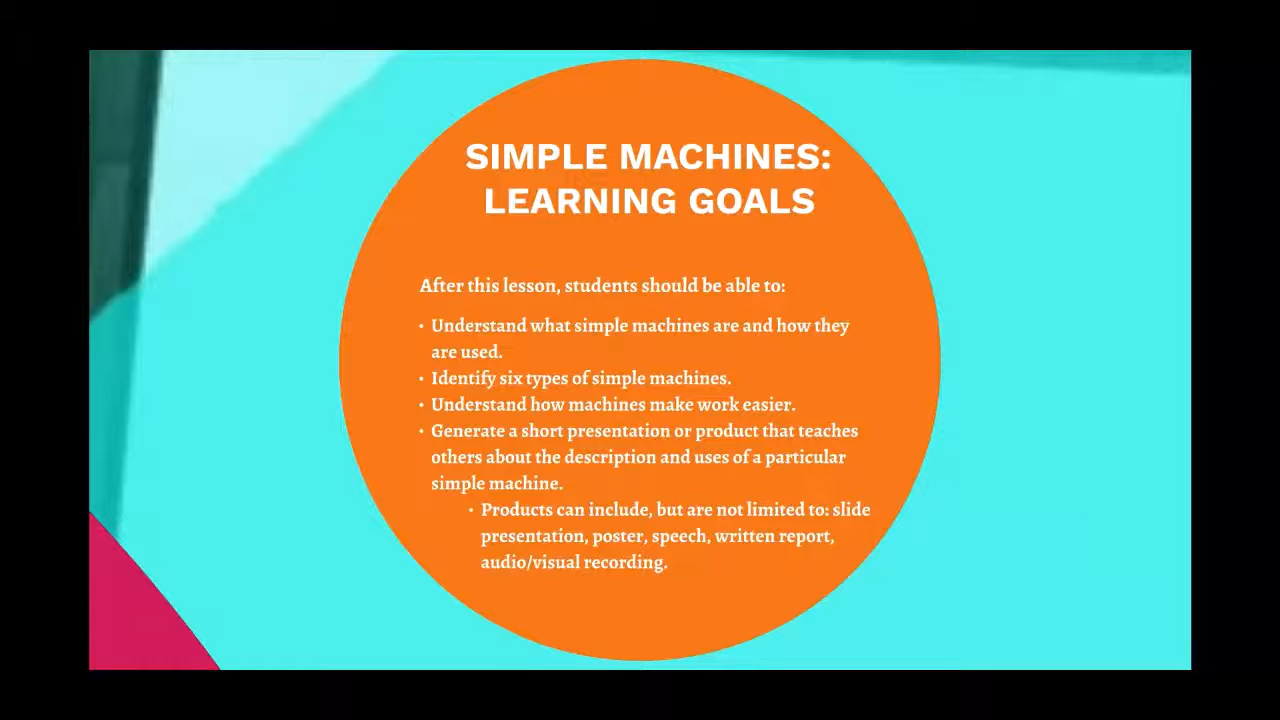 SIMPLE MACHINES:
LEARNING GOALS
After this lesson, students should be able to:
• Understand what simple machines are and how they
are used.
• Identify six types of simple machines.
• Understand how machines make work easier.
• Generate a short presentation or product that teaches
others about the description and uses of a particular
simple machine.
• Products can include, but are not limited to: slide
presentation, poster, speech, written report,
audio/visual recording.